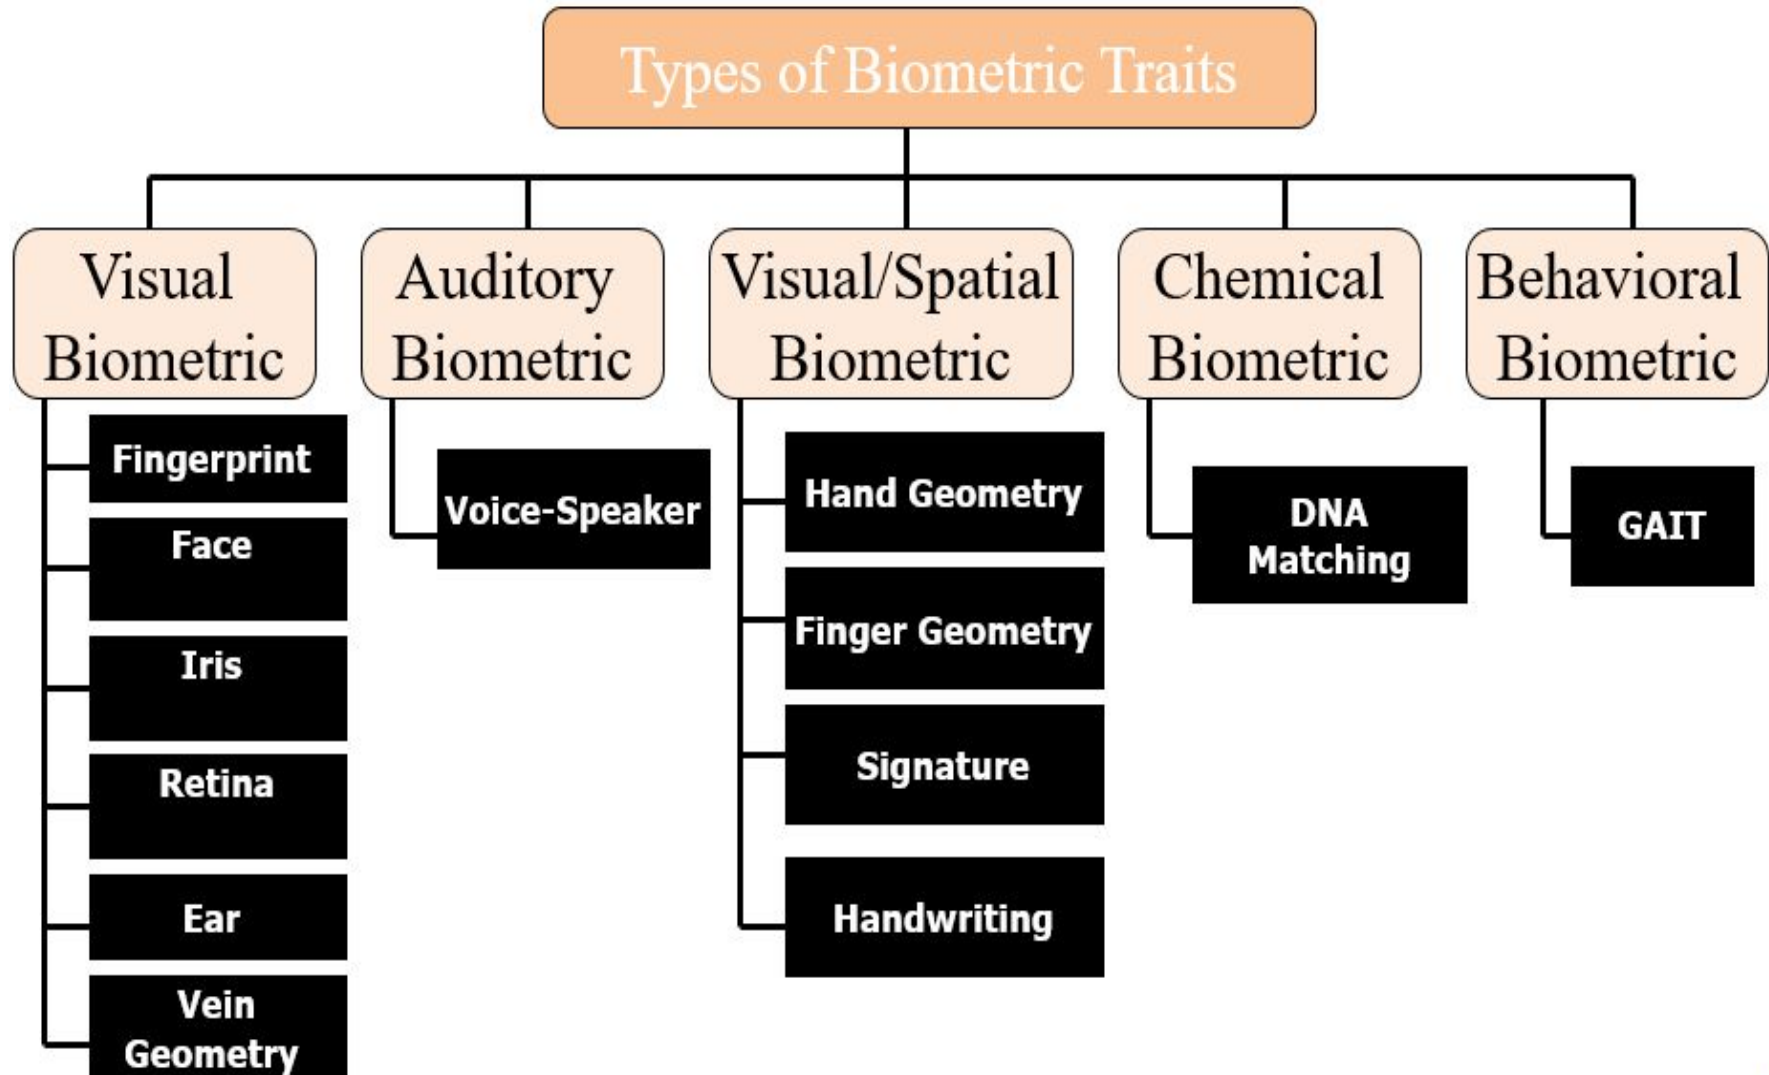 Types of Biometric Traits
Visual
Biometric
Fingerprint
Face
Iris
Retina
Ear
Vein
Geometry
Auditory
Biometric
Voice-Speaker
Visual/Spatial
Biometric
Hand Geometry
Finger Geometry
Signature
Handwriting
Chemical
Biometric
DNA
Matching
Behavioral
Biometric
GAIT